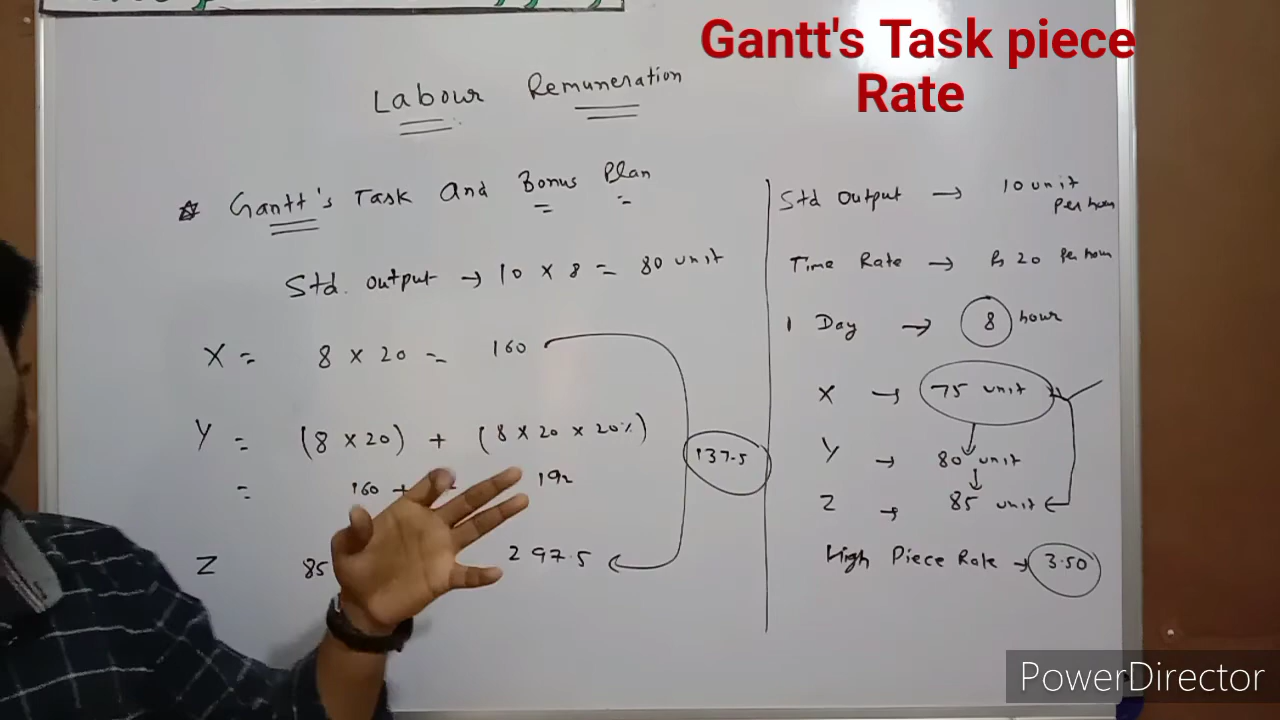 Gantt's Task piece
Rate
Labour Remuneration
Gantt's Task And Bonus Plan
Std. output → 10 × 8 = 80 unit
X = 8 × 20 = 160
Y = (8 × 20) + (8 × 20 × 20%)
= 160 + 192
Z 85 297.5
137.5
Std output → 10 unit
Per hour
Time Rate → Rs 20 Per hour
1 Day → 8 hour
X → 75 unit
Y → 80 unit
Z → 85 unit
High Piece Rate → 3.50
PowerDirector